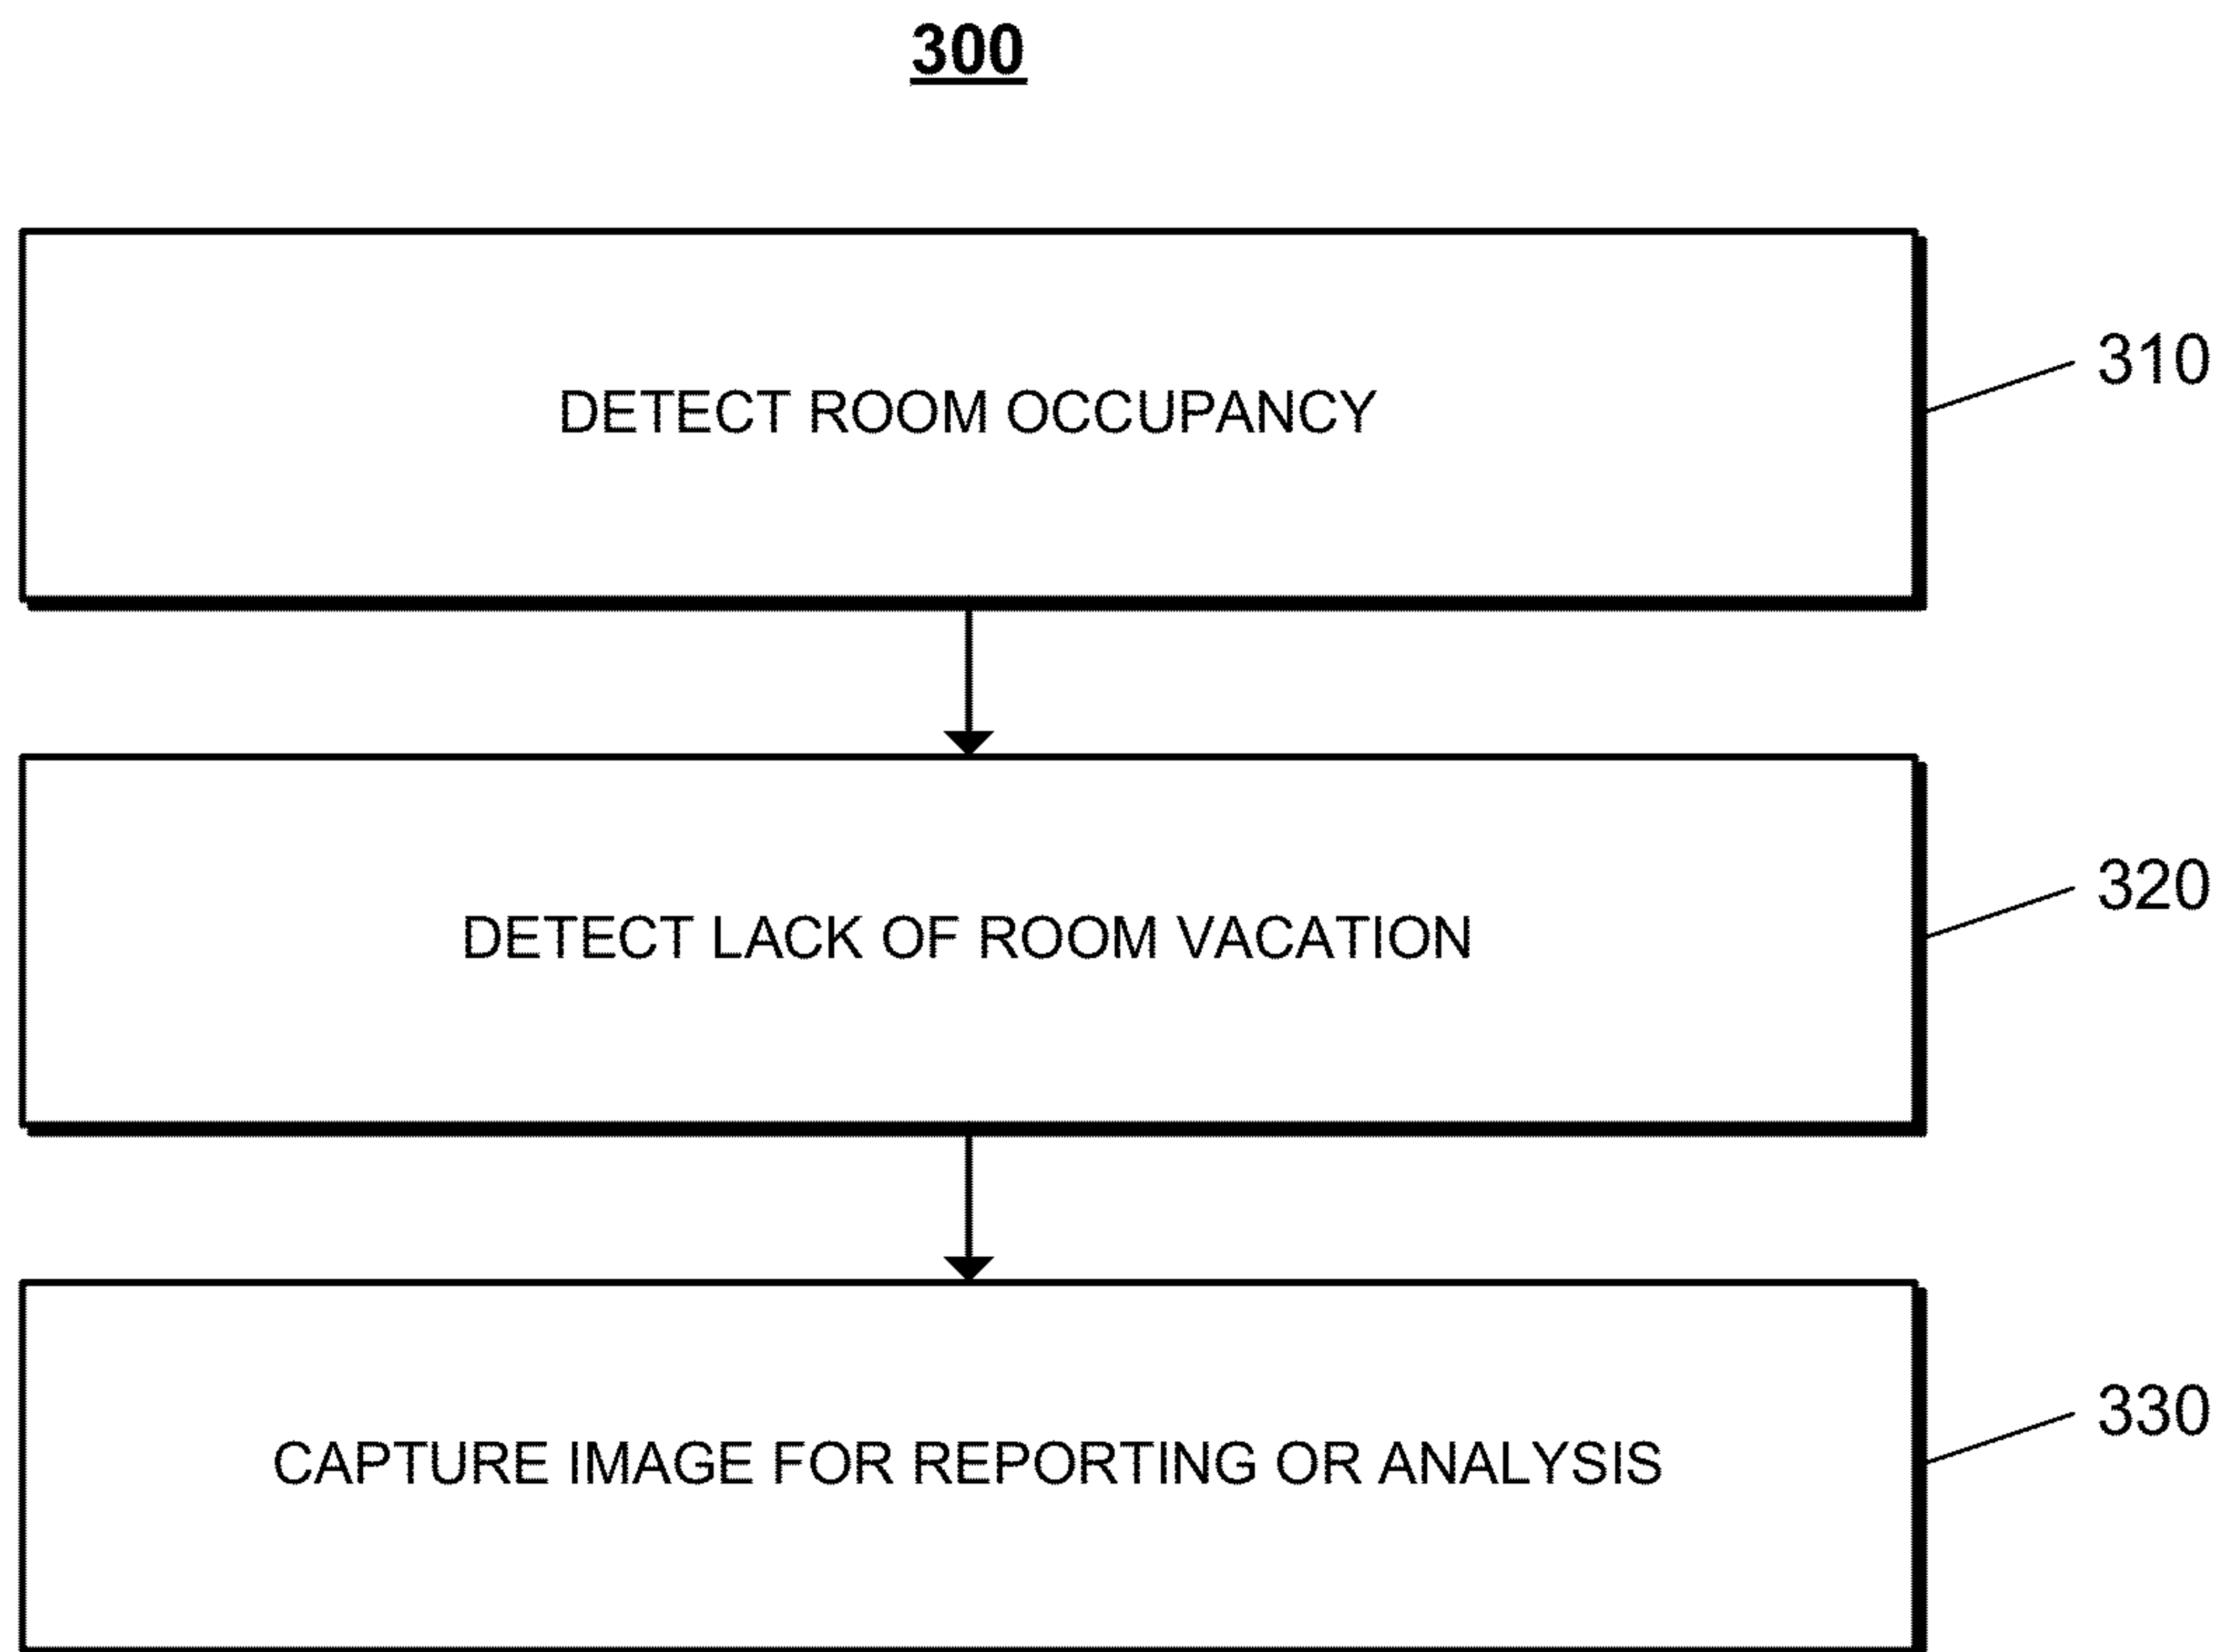 300
DETECT ROOM OCCUPANCY
310
DETECT LACK OF ROOM VACATION
320
CAPTURE IMAGE FOR REPORTING OR ANALYSIS
330